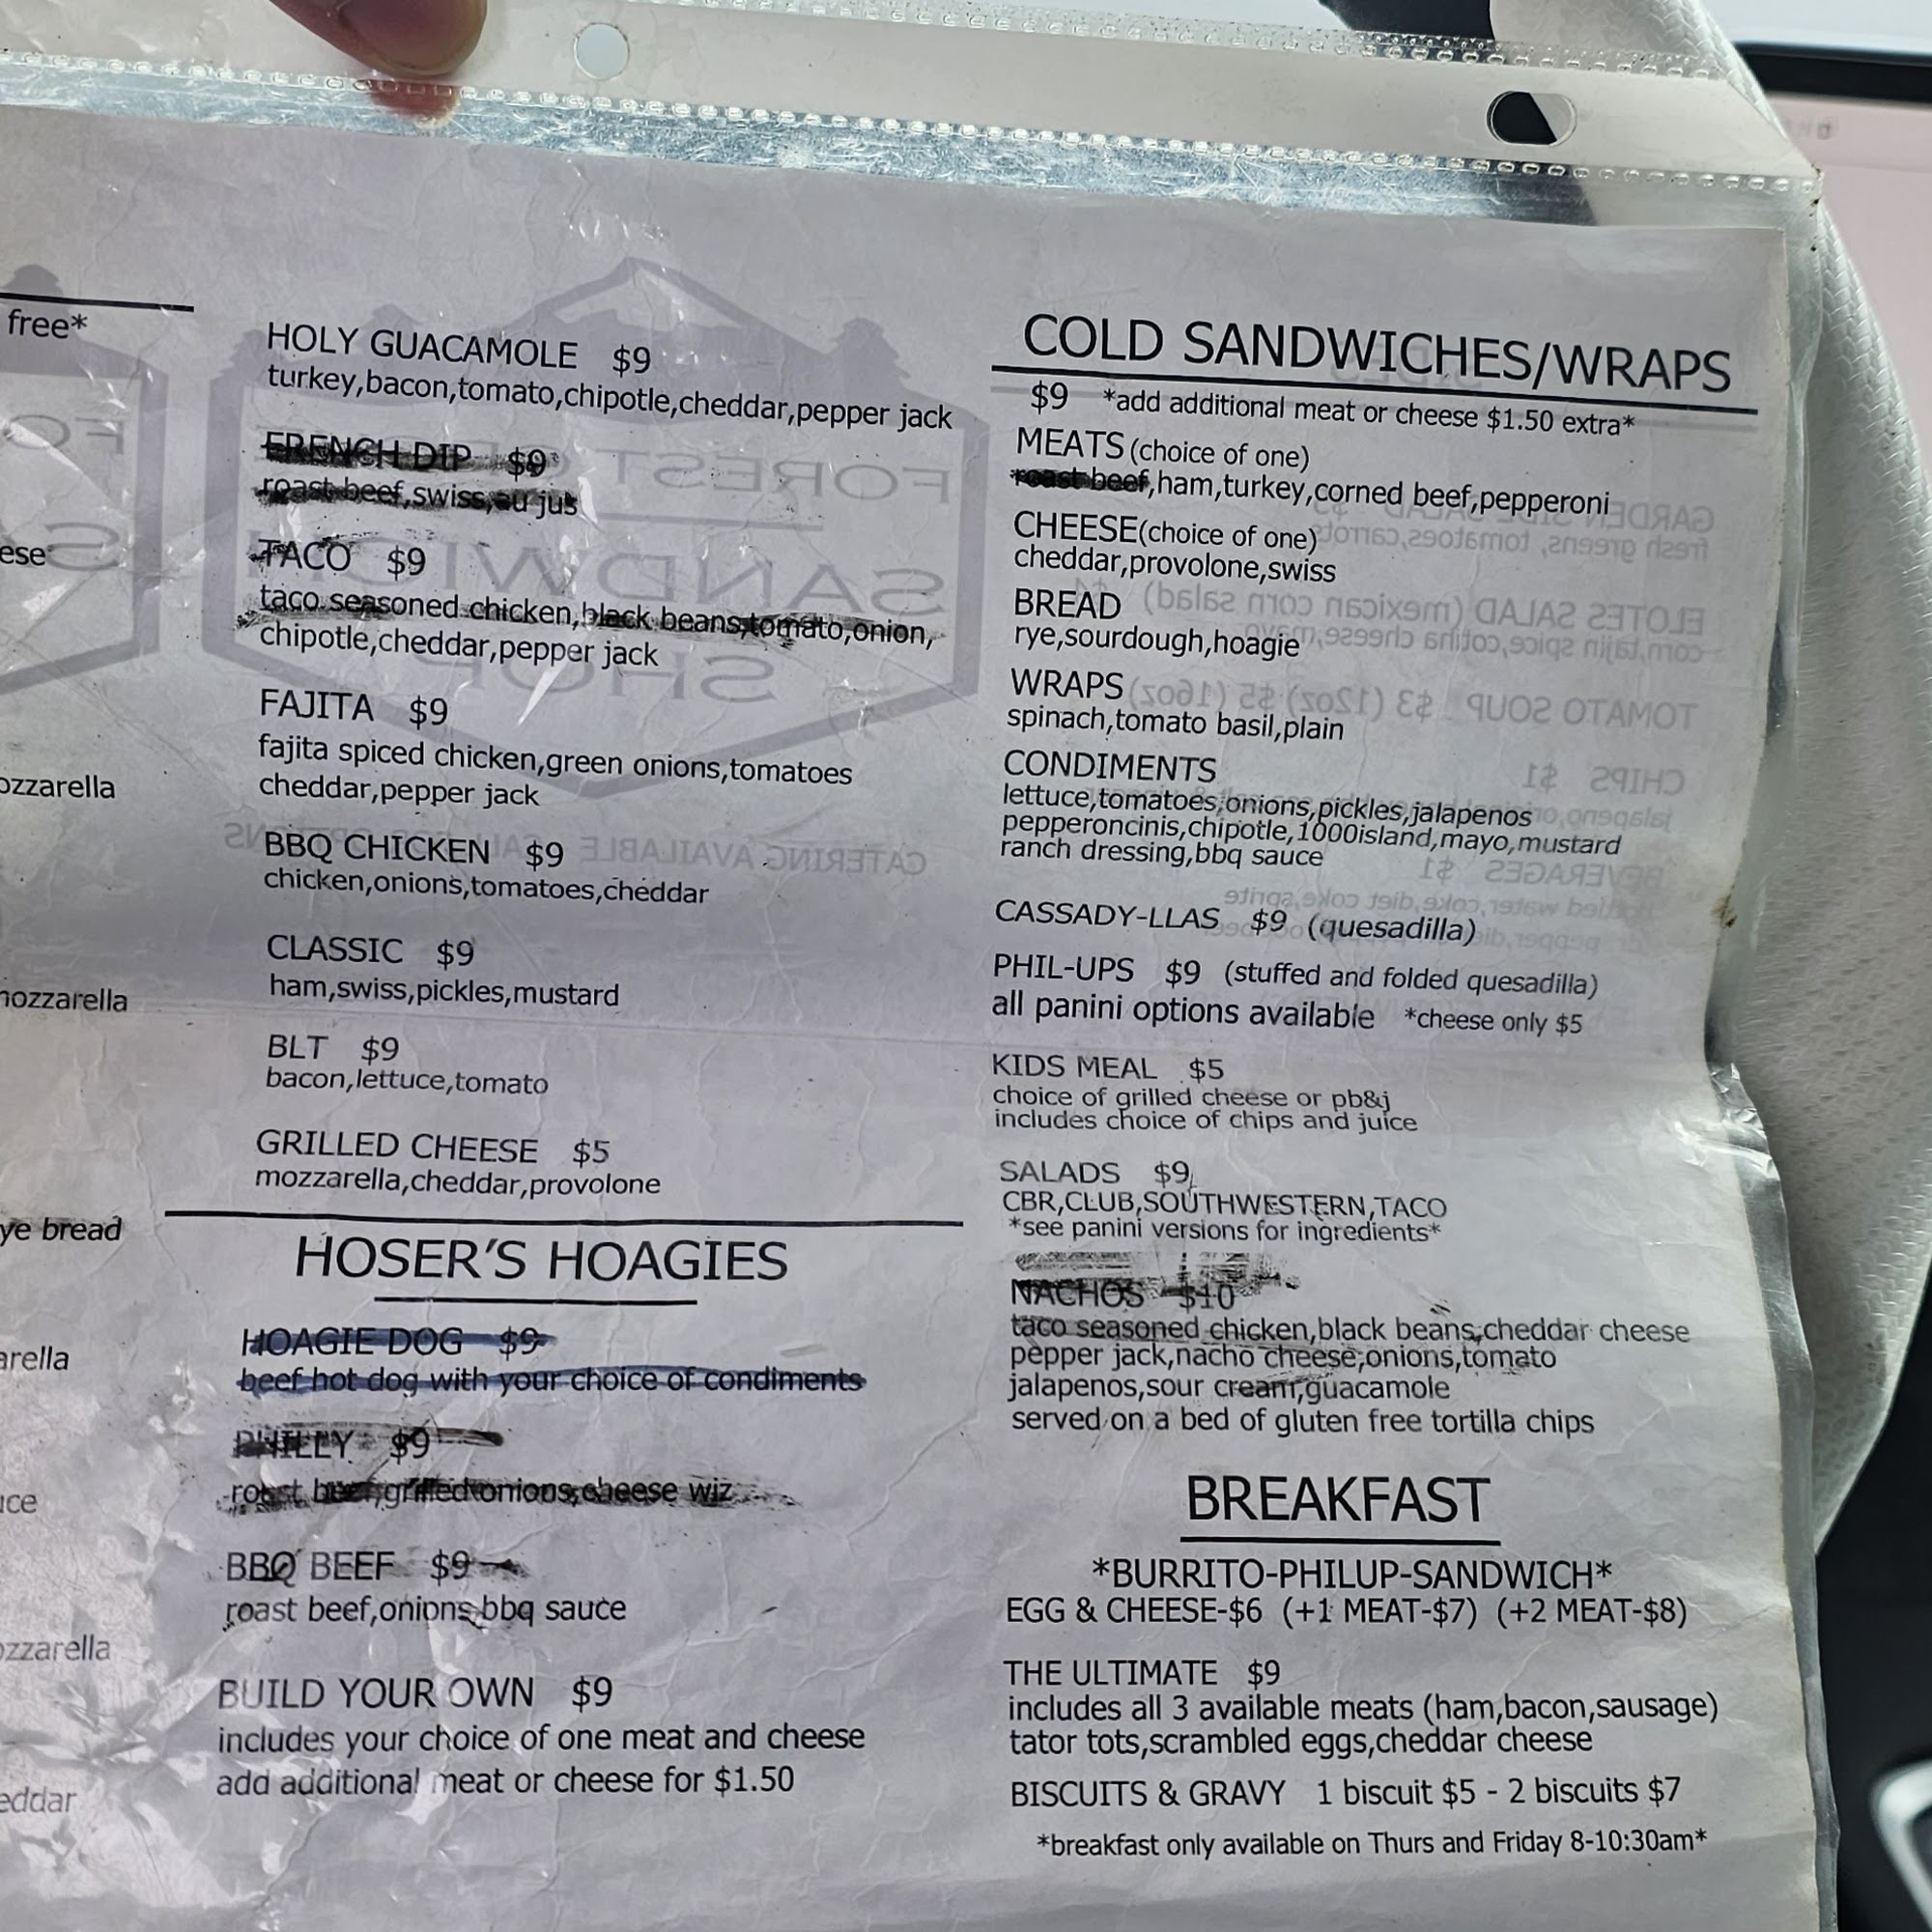 free*
ese
ozzarella
nozzarella
ye bread
arella
uce
ozzarella
eddar
HOLY GUACAMOLE $9
turkey,bacon,tomato,chipotle,cheddar,pepper jack
FRENCH DIP $9
roast beef,swiss,au jus
TACO $9
taco seasoned chicken,black beans,tomato,onion,
chipotle,cheddar,pepper jack
FAJITA $9
fajita spiced chicken,green onions,tomatoes
cheddar,pepper jack
BBQ CHICKEN $9
chicken,onions,tomatoes,cheddar
CLASSIC $9
ham,swiss,pickles,mustard
BLT $9
bacon,lettuce,tomato
GRILLED CHEESE $5
mozzarella,cheddar,provolone
HOSER'S HOAGIES
HOAGIE DOG $9
beef hot dog with your choice of condiments
PHILLY $9
roast beef,grilled onions,cheese wiz
BBQ BEEF $9
roast beef,onions,bbq sauce
BUILD YOUR OWN $9
includes your choice of one meat and cheese
add additional meat or cheese for $1.50
COLD SANDWICHES/WRAPS
$9 *add additional meat or cheese $1.50 extra*
MEATS(choice of one)
roast beef,ham,turkey,corned beef,pepperoni
CHEESE(choice of one)
cheddar,provolone,swiss
BREAD
rye,sourdough,hoagie
WRAPS
spinach,tomato basil,plain
CONDIMENTS
lettuce,tomatoes,onions,pickles,jalapenos
pepperoncinis,chipotle,1000island,mayo,mustard
ranch dressing,bbq sauce
CASSADY-LLAS $9 (quesadilla)
PHIL-UPS $9 (stuffed and folded quesadilla)
all panini options available *cheese only $5
KIDS MEAL $5
choice of grilled cheese or pb&j
includes choice of chips and juice
SALADS $9
CBR,CLUB,SOUTHWESTERN,TACO
*see panini versions for ingredients*
NACHOS $10
taco seasoned chicken,black beans,cheddar cheese
pepper jack,nacho cheese,onions,tomato
jalapenos,sour cream,guacamole
served on a bed of gluten free tortilla chips
BREAKFAST
*BURRITO-PHILUP-SANDWICH*
EGG & CHEESE-$6 (+1 MEAT-$7) (+2 MEAT-$8)
THE ULTIMATE $9
includes all 3 available meats (ham,bacon,sausage)
tator tots,scrambled eggs,cheddar cheese
BISCUITS & GRAVY 1 biscuit $5 - 2 biscuits $7
*breakfast only available on Thurs and Friday 8-10:30am*